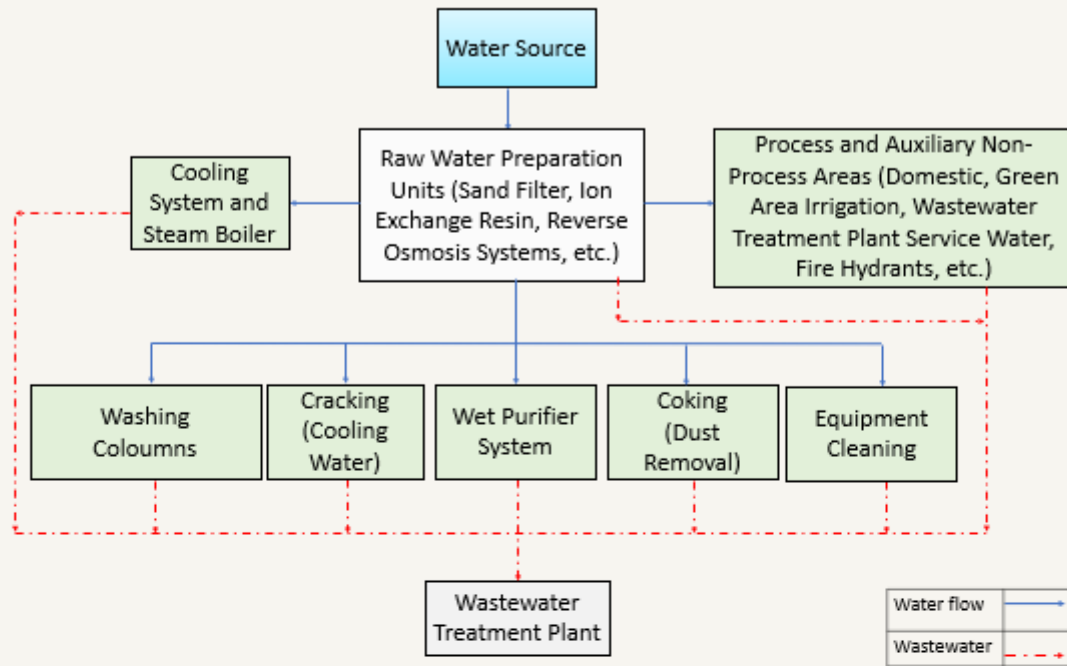 Water Source
Raw Water Preparation
Units (Sand Filter, Ion
Exchange Resin, Reverse
Osmosis Systems, etc.)
Cooling
System and
Steam Boiler
Process and Auxiliary Non-
Process Areas (Domestic, Green
Area Irrigation, Wastewater
Treatment Plant Service Water,
Fire Hydrants, etc.)
Washing
Coloumns
Cracking
(Cooling
Water)
Wet Purifier
System
Coking
(Dust
Removal)
Equipment
Cleaning
Wastewater
Treatment Plant
Water flow
Wastewater